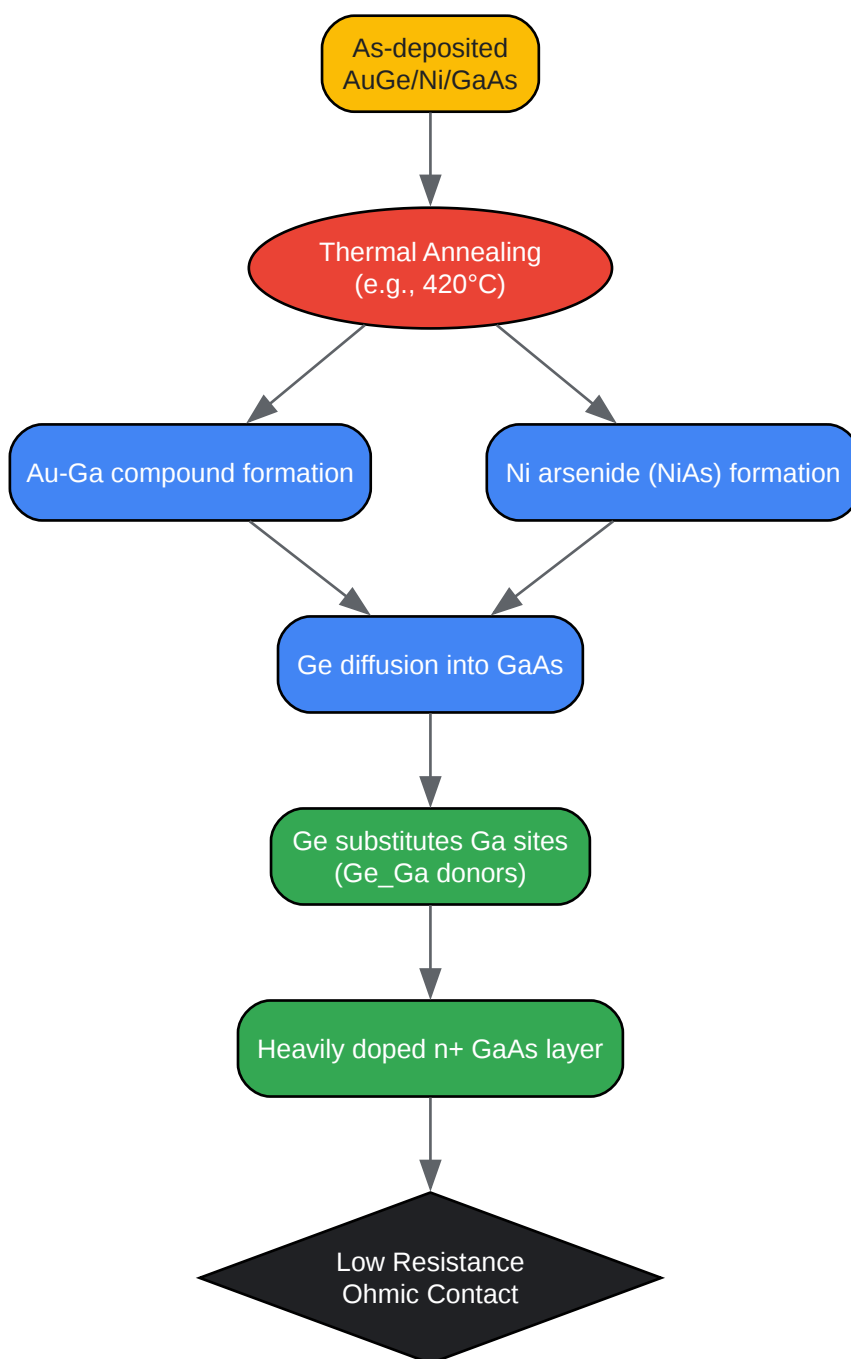 As-deposited
AuGe/Ni/GaAs
Thermal Annealing
(e.g., 420°C)
Au-Ga compound formation
Ni arsenide (NiAs) formation
Ge diffusion into GaAs
Ge substitutes Ga sites
(Ge_Ga donors)
Heavily doped n+ GaAs layer
Low Resistance
Ohmic Contact